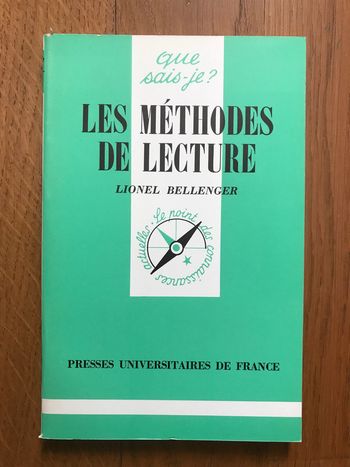 que
sais-je?
LES MÉTHODES
DE LECTURE
LIONEL BELLENGER
Le point des connaissances actuelles.
PRESSES UNIVERSITAIRES DE FRANCE